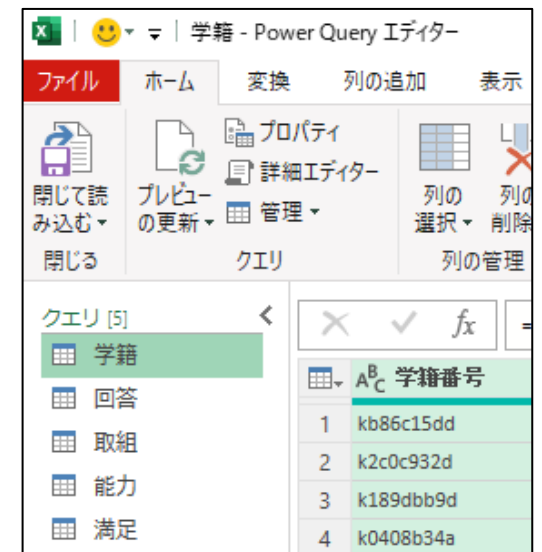 学籍 - Power Query エディター
ファイル ホーム 変換 列の追加 表示
プロパティ
詳細エディター
管理
閉じて読
み込む
プレビュー
の更新
列の
選択
列の
削除
閉じる クエリ 列の管理
クエリ [5]
学籍
回答
取組
能力
満足
fx =
ABC 学籍番号
1 kb86c15dd
2 k2c0c932d
3 k189dbb9d
4 k0408b34a